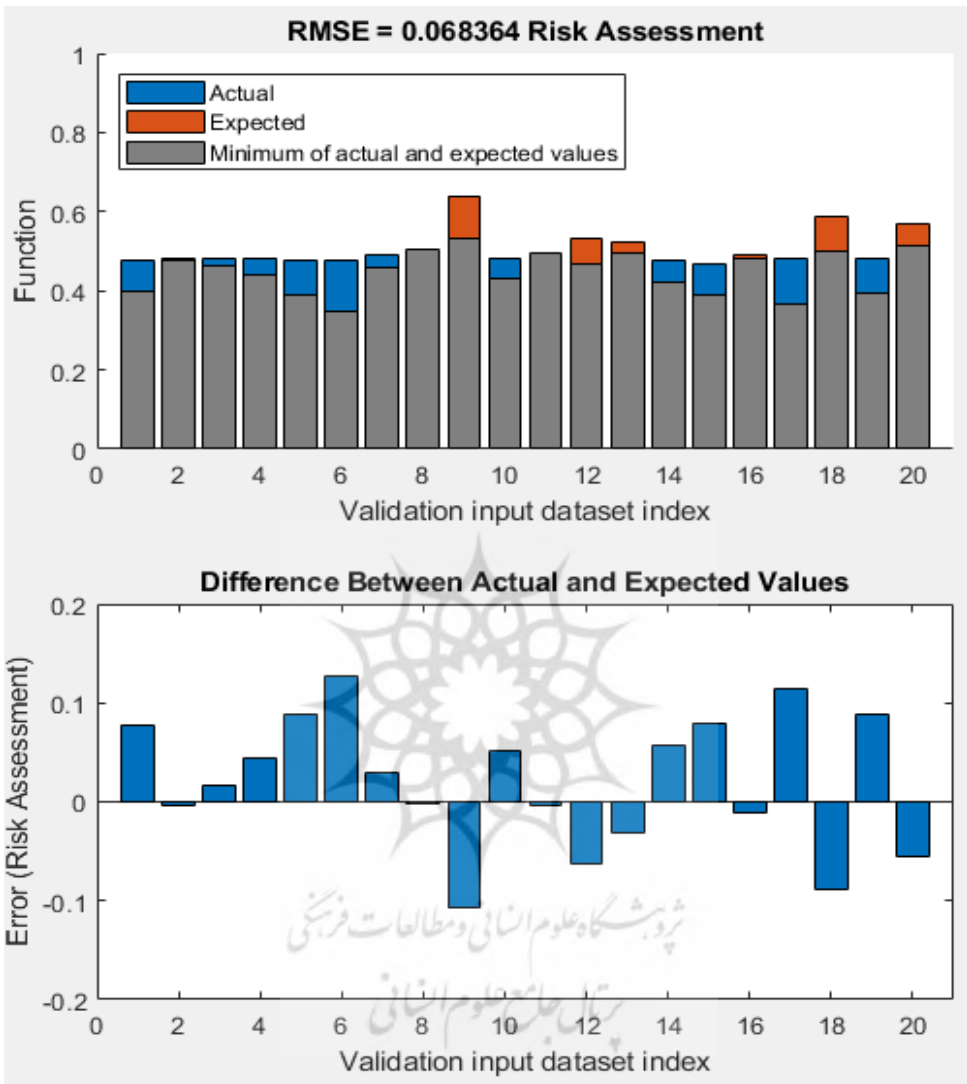 RMSE = 0.068364 Risk Assessment
1
0.8
0.6
0.4
0.2
0
Function
Actual
Expected
Minimum of actual and expected values
0 2 4 6 8 10 12 14 16 18 20
Validation input dataset index
Difference Between Actual and Expected Values
0.2
0.1
0
-0.1
-0.2
Error (Risk Assessment)
پژوهشگاه علوم انسانی و مطالعات فرهنگی
پرتال جامع علوم انسانی
0 2 4 6 8 10 12 14 16 18 20
Validation input dataset index